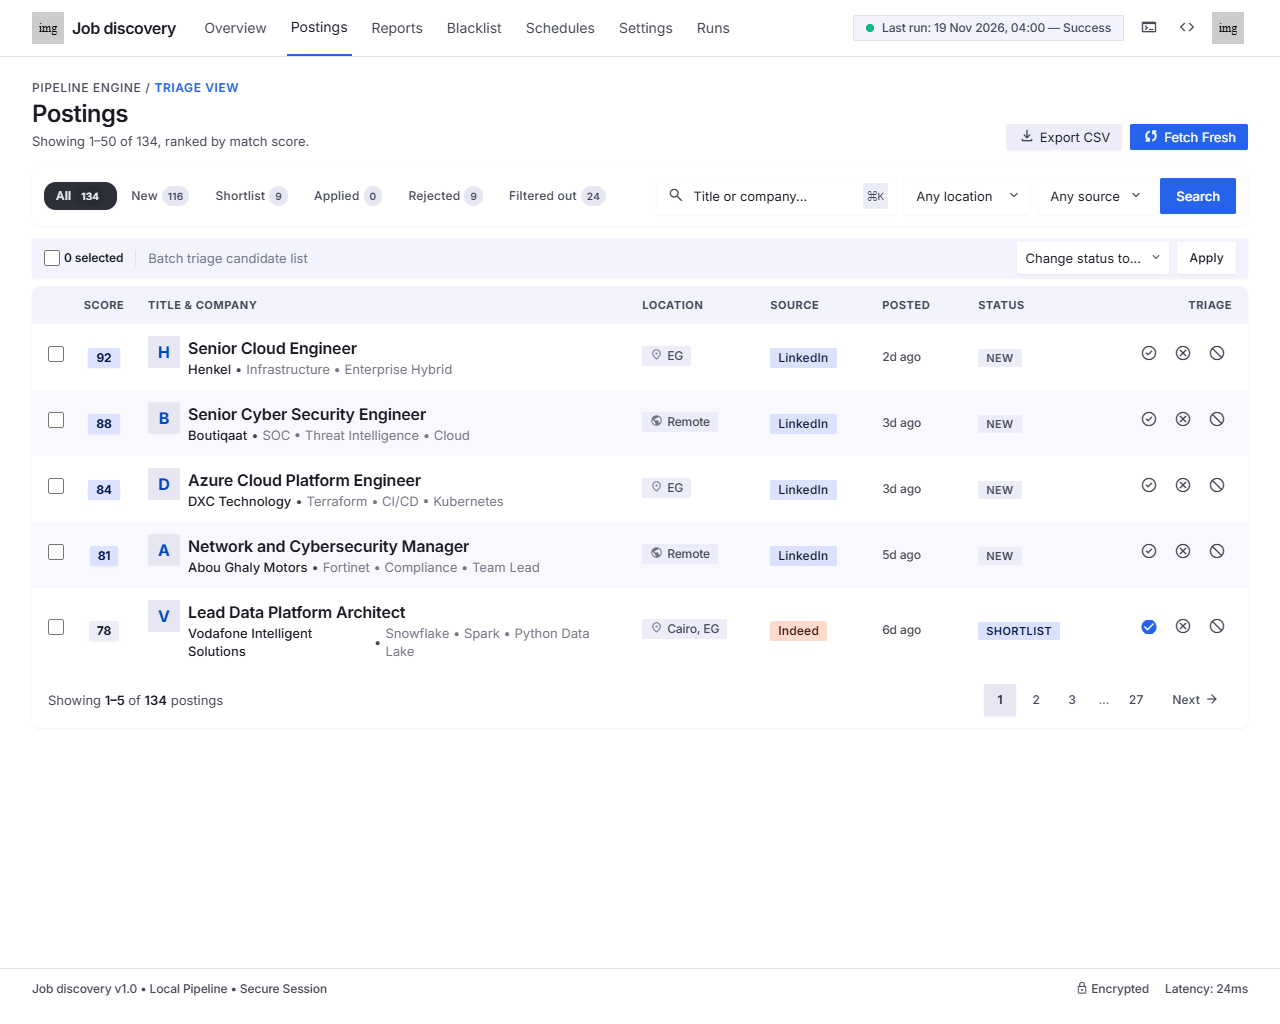 img Job discovery Overview Postings Reports Blacklist Schedules Settings Runs Last run: 19 Nov 2026, 04:00 — Success img
PIPELINE ENGINE / TRIAGE VIEW
Postings
Showing 1–50 of 134, ranked by match score.
Export CSV Fetch Fresh
All 134 New 116 Shortlist 9 Applied 0 Rejected 9 Filtered out 24 Title or company... ⌘K Any location Any source Search
0 selected Batch triage candidate list Change status to... Apply
SCORE TITLE & COMPANY LOCATION SOURCE POSTED STATUS TRIAGE
92 H Senior Cloud Engineer EG LinkedIn 2d ago NEW
Henkel • Infrastructure • Enterprise Hybrid
88 B Senior Cyber Security Engineer Remote LinkedIn 3d ago NEW
Boutiqaat • SOC • Threat Intelligence • Cloud
84 D Azure Cloud Platform Engineer EG LinkedIn 3d ago NEW
DXC Technology • Terraform • CI/CD • Kubernetes
81 A Network and Cybersecurity Manager Remote LinkedIn 5d ago NEW
Abou Ghaly Motors • Fortinet • Compliance • Team Lead
78 V Lead Data Platform Architect Cairo, EG Indeed 6d ago SHORTLIST
Vodafone Intelligent Solutions • Snowflake • Spark • Python Data Lake
Showing 1–5 of 134 postings 1 2 3 ... 27 Next
Job discovery v1.0 • Local Pipeline • Secure Session Encrypted Latency: 24ms